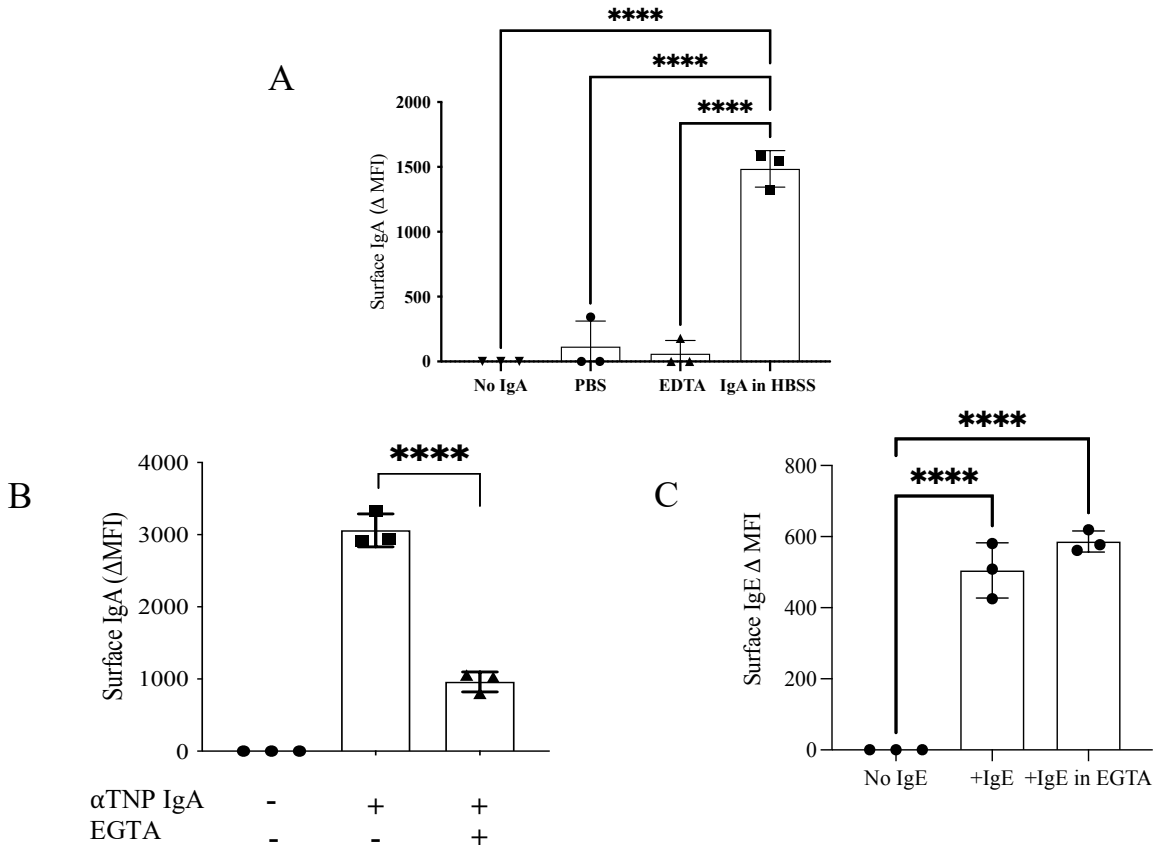 ****
A
****
****
2000
1500
1000
500
0
Surface IgA (Δ MFI)
No IgA PBS EDTA IgA in HBSS
B
****
4000
3000
2000
1000
0
Surface IgA (ΔMFI)
αTNP IgA - + +
EGTA - - +
C
****
****
800
600
400
200
0
Surface IgE Δ MFI
No IgE +IgE +IgE in EGTA